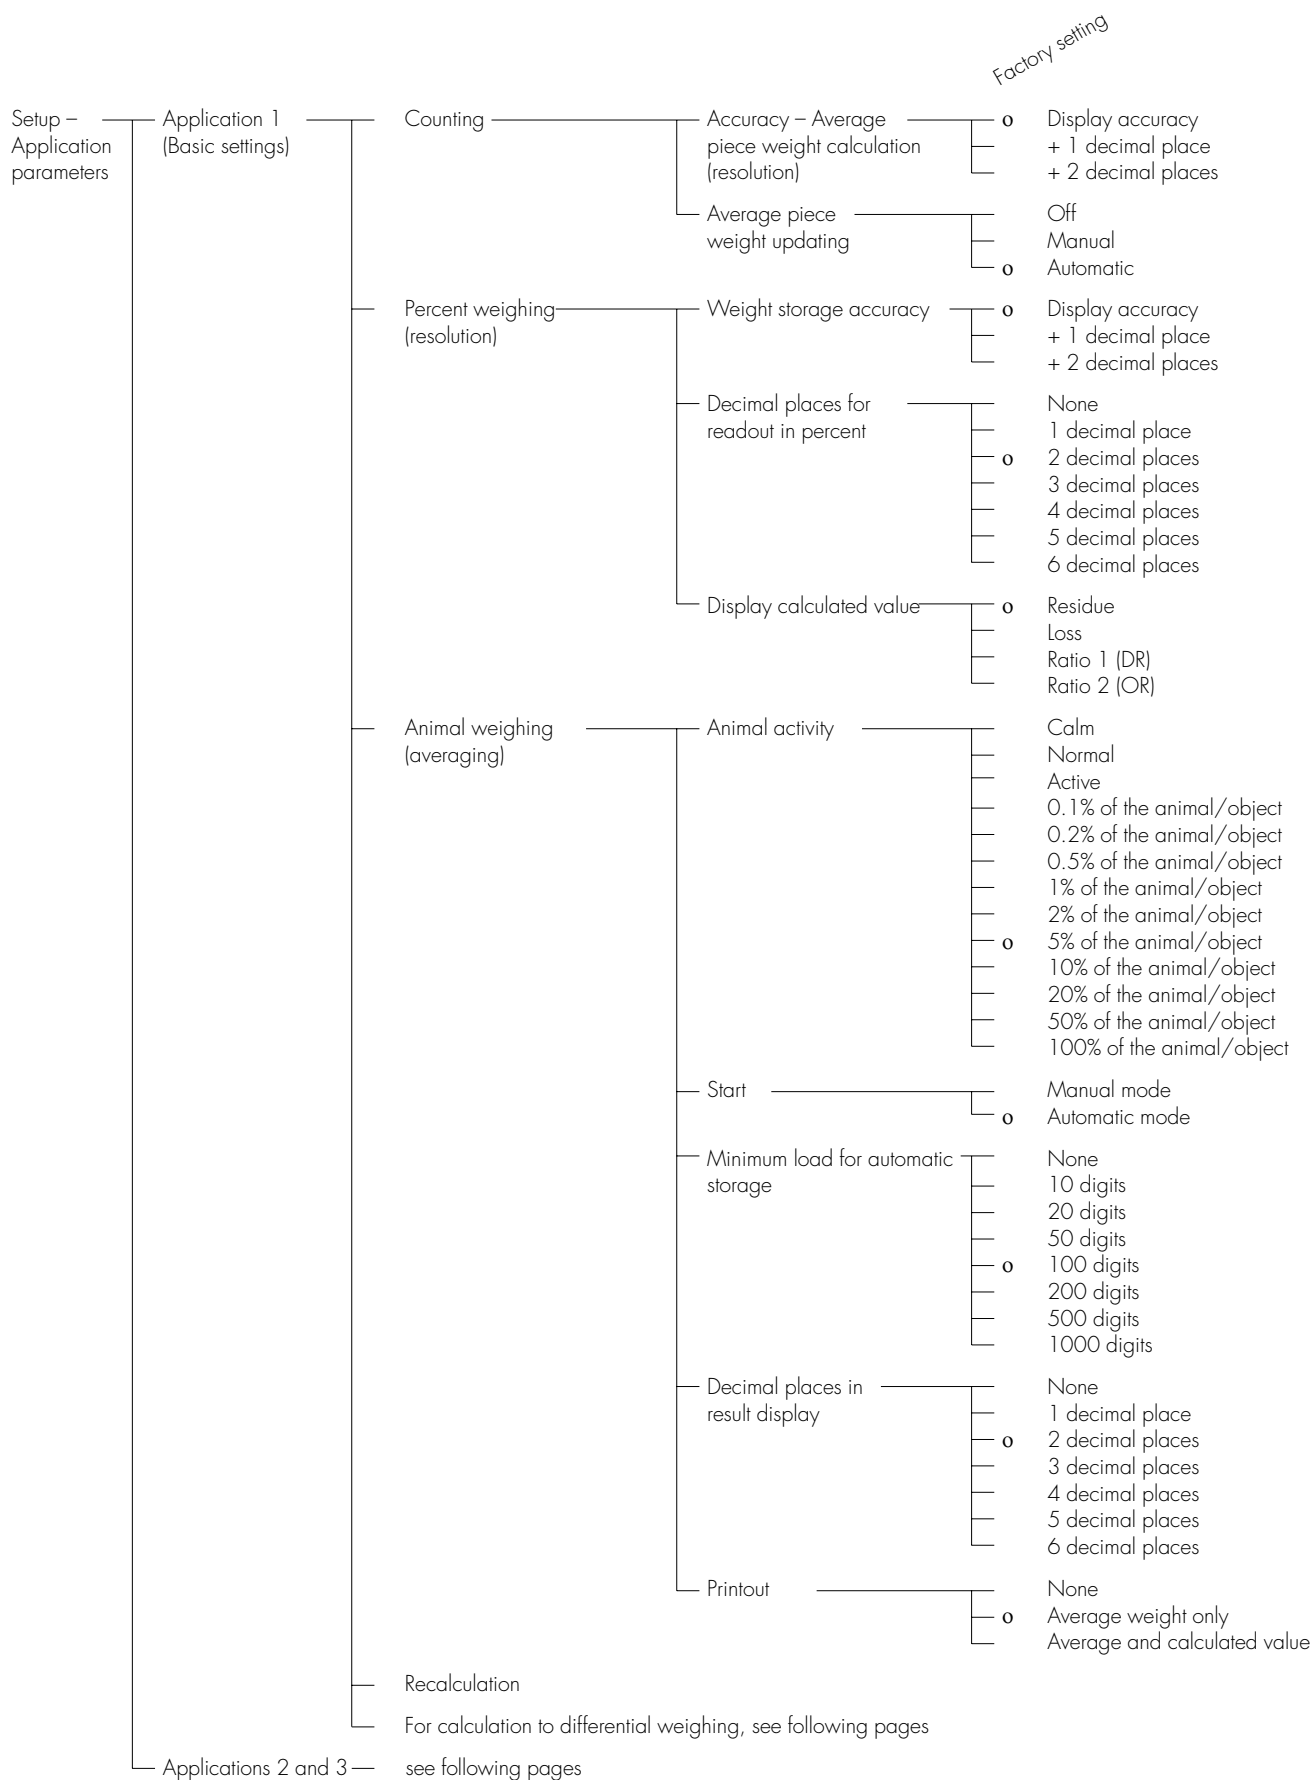 Factory setting
Setup –
Application
parameters
Application 1
(Basic settings)
Counting
Accuracy – Average
piece weight calculation
(resolution)
o Display accuracy
+ 1 decimal place
+ 2 decimal places
Average piece
weight updating
Off
Manual
o Automatic
Percent weighing
(resolution)
Weight storage accuracy
o Display accuracy
+ 1 decimal place
+ 2 decimal places
Decimal places for
readout in percent
None
1 decimal place
o 2 decimal places
3 decimal places
4 decimal places
5 decimal places
6 decimal places
Display calculated value
o Residue
Loss
Ratio 1 (DR)
Ratio 2 (OR)
Animal weighing
(averaging)
Animal activity
Calm
Normal
Active
0.1% of the animal/object
0.2% of the animal/object
0.5% of the animal/object
1% of the animal/object
2% of the animal/object
o 5% of the animal/object
10% of the animal/object
20% of the animal/object
50% of the animal/object
100% of the animal/object
Start
Manual mode
o Automatic mode
Minimum load for automatic
storage
None
10 digits
20 digits
50 digits
o 100 digits
200 digits
500 digits
1000 digits
Decimal places in
result display
None
1 decimal place
o 2 decimal places
3 decimal places
4 decimal places
5 decimal places
6 decimal places
Printout
None
o Average weight only
Average and calculated value
Recalculation
For calculation to differential weighing, see following pages
Applications 2 and 3
see following pages